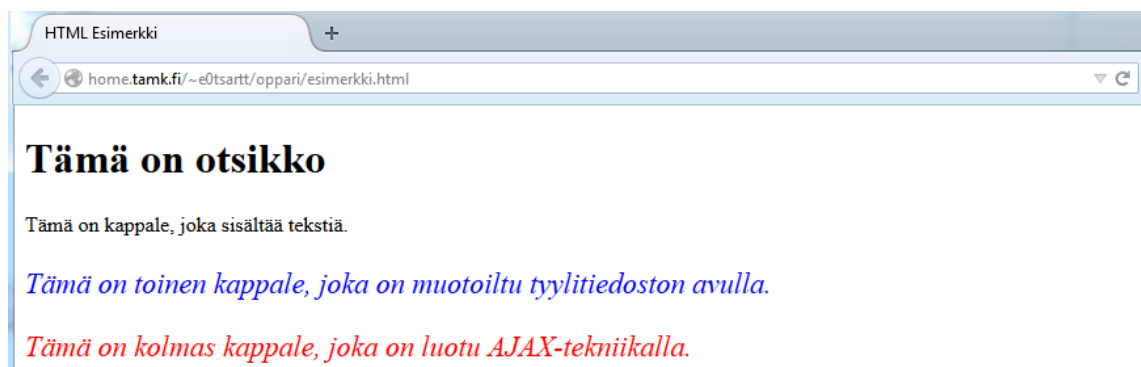 HTML Esimerkki
home.tamk.fi/~e0tsartt/oppari/esimerkki.html
Tämä on otsikko
Tämä on kappale, joka sisältää tekstiä.
Tämä on toinen kappale, joka on muotoiltu tyylitiedoston avulla.
Tämä on kolmas kappale, joka on luotu AJAX-tekniikalla.